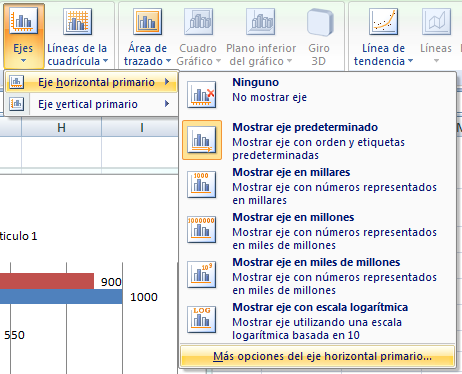 Ejes
Líneas de la cuadrícula
Área de trazado
Cuadro Gráfico
Plano inferior del gráfico
Giro 3D
Línea de tendencia
Líneas
Eje horizontal primario
Eje vertical primario
H
I
ticulo 1
900
1000
550
Ninguno
No mostrar eje
Mostrar eje predeterminado
Mostrar eje con orden y etiquetas
predeterminadas
Mostrar eje en millares
Mostrar eje con números representados
en millares
Mostrar eje en millones
Mostrar eje con números representados
en miles de millones
Mostrar eje en miles de millones
Mostrar eje con números representados
en miles de millones
Mostrar eje con escala logarítmica
Mostrar eje utilizando una escala
logarítmica basada en 10
Más opciones del eje horizontal primario...